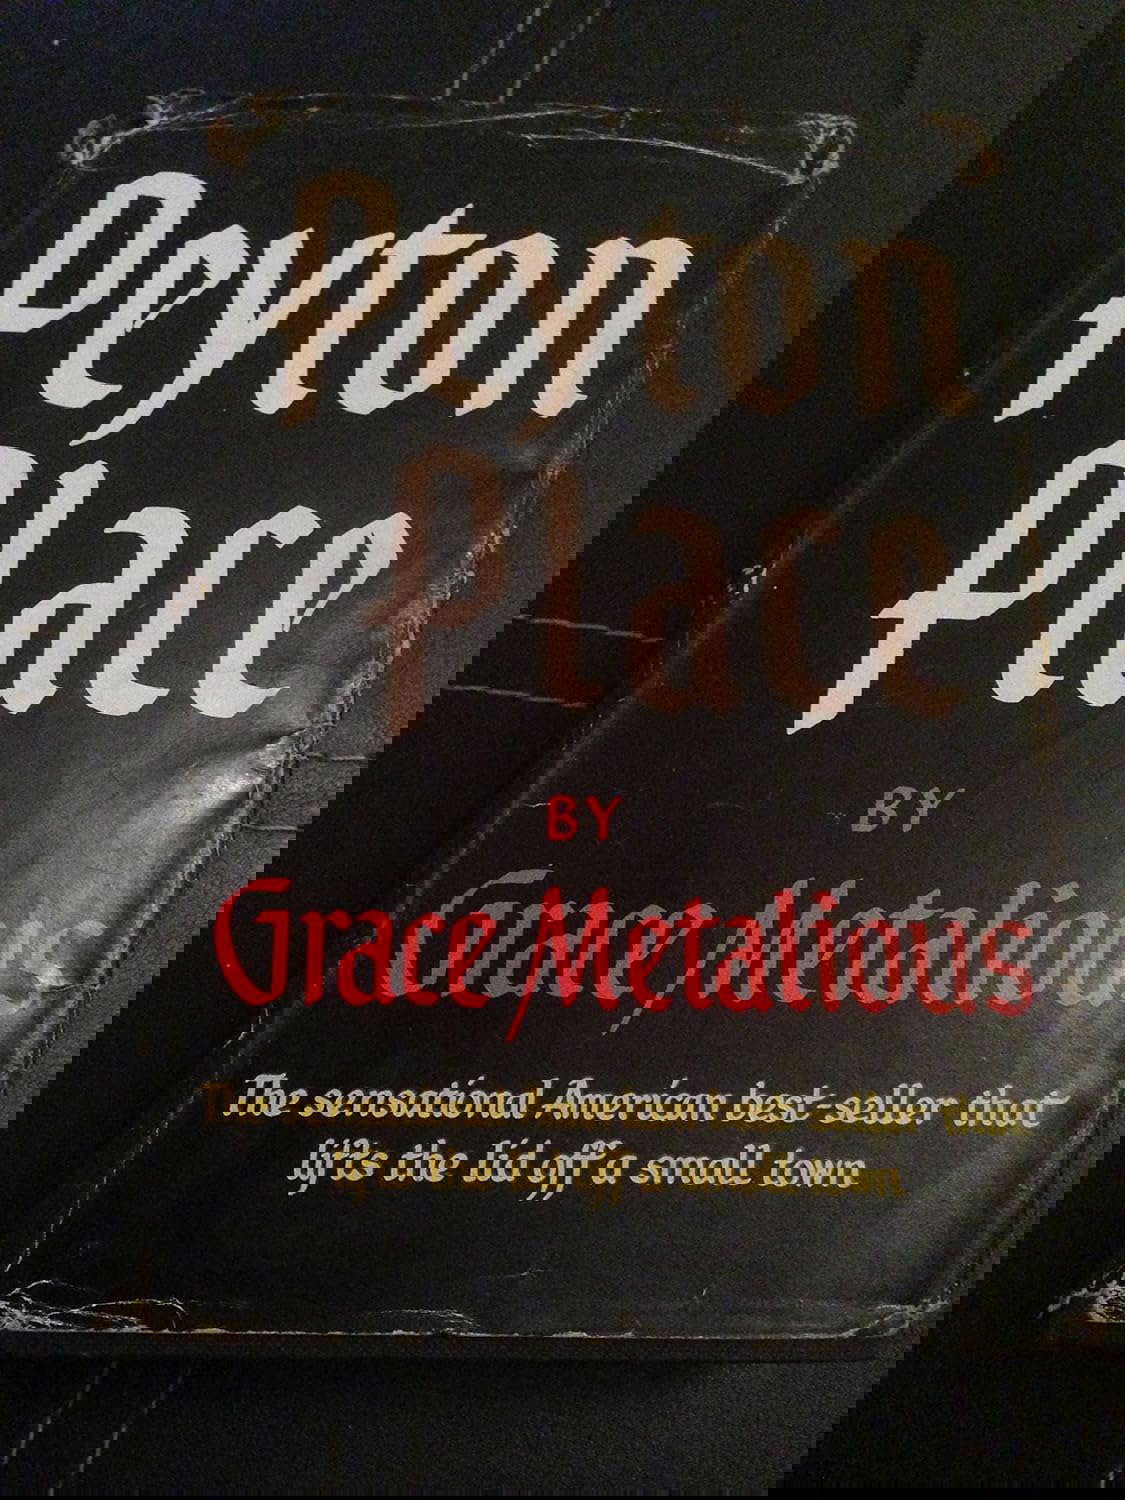 Peyton
Place
BY
Grace Metalious
The sensational American best-seller that
lifts the lid off a small town